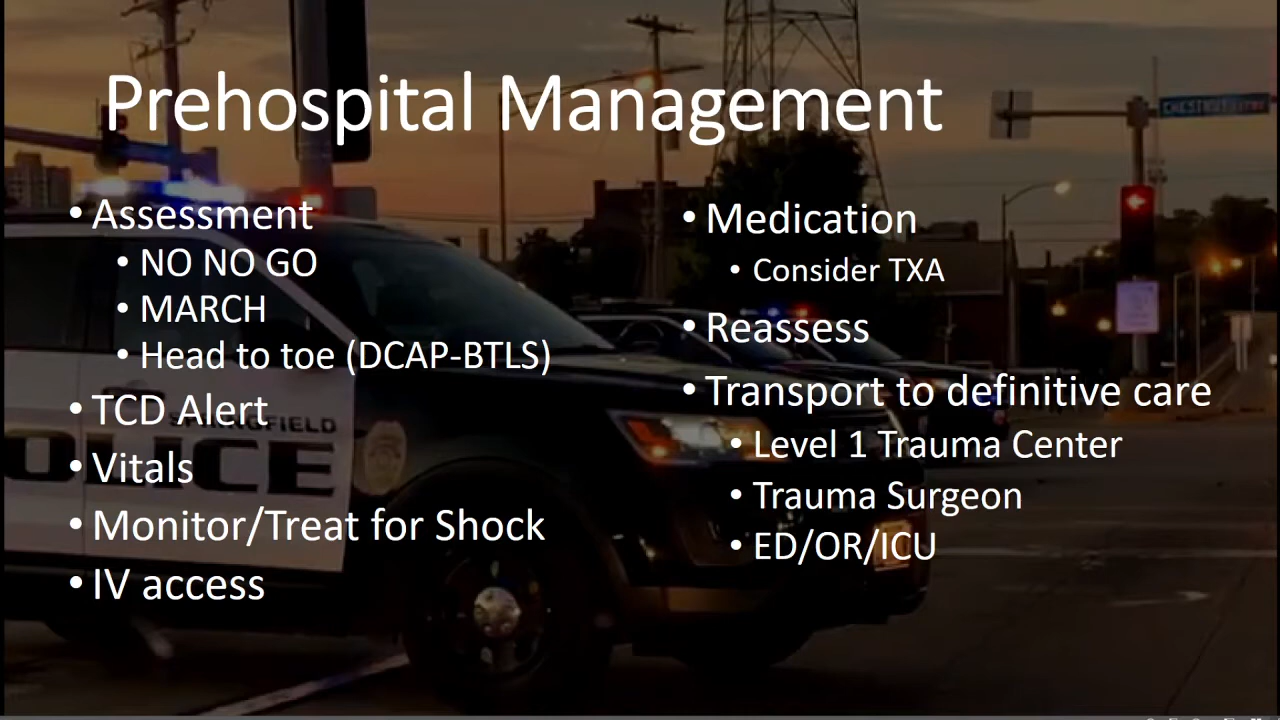 Prehospital Management
• Assessment
• NO NO GO
• MARCH
• Head to toe (DCAP-BTLS)
• TCD Alert
• Vitals
• Monitor/Treat for Shock
• IV access
• Medication
• Consider TXA
• Reassess
• Transport to definitive care
• Level 1 Trauma Center
• Trauma Surgeon
• ED/OR/ICU
SPRINGFIELD
POLICE
CHESTNUT